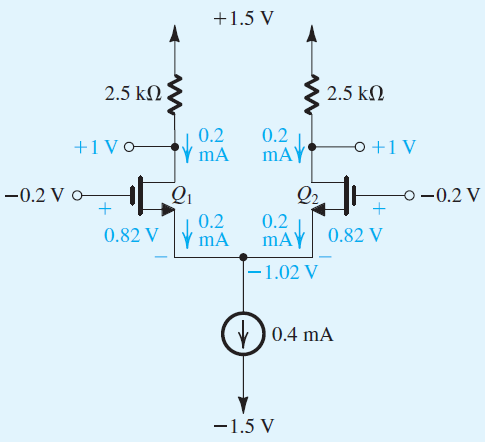 +1.5 V
2.5 kΩ 2.5 kΩ
+1 V 0.2 mA 0.2 mA +1 V
−0.2 V Q1 Q2 −0.2 V
+ +
0.82 V 0.2 mA 0.2 mA 0.82 V
− −
−1.02 V
0.4 mA
−1.5 V